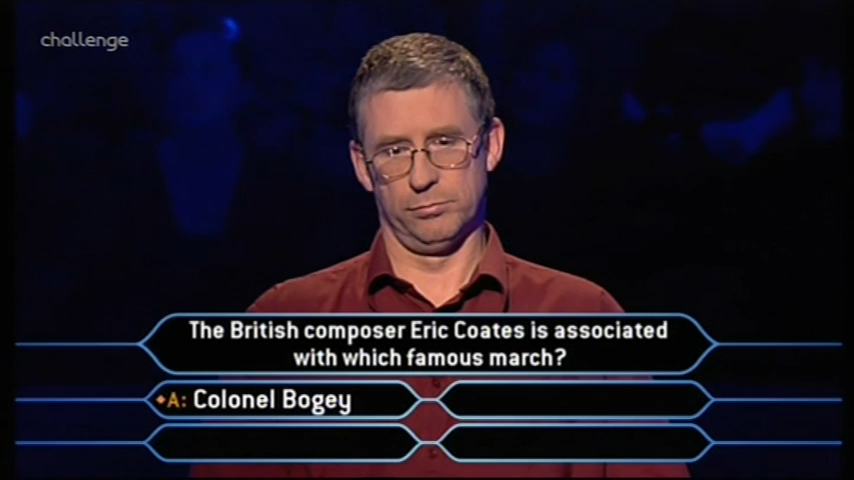 challenge
The British composer Eric Coates is associated
with which famous march?
A: Colonel Bogey